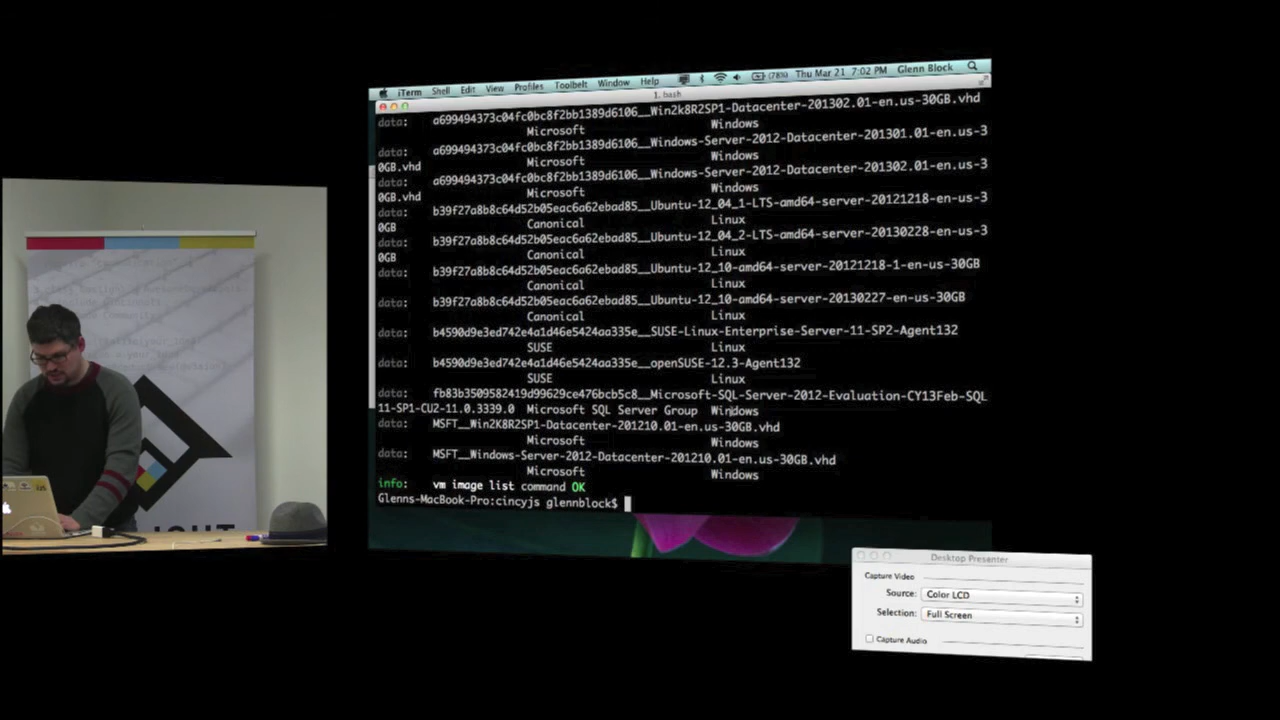 iTerm Shell Edit View Profiles Toolbelt Window Help (78%) Thu Mar 21 7:02 PM Glenn Block
1. bash
data: a699494373c04fc0bc8f2bb1389d6106__Win2k8R2SP1-Datacenter-201302.01-en.us-30GB.vhd
Microsoft Windows
data: a699494373c04fc0bc8f2bb1389d6106__Windows-Server-2012-Datacenter-201301.01-en.us-3
0GB.vhd Microsoft Windows
data: a699494373c04fc0bc8f2bb1389d6106__Windows-Server-2012-Datacenter-201302.01-en.us-3
0GB.vhd Microsoft Windows
data: b39f27a8b8c64d52b05eac6a62ebad85__Ubuntu-12_04_1-LTS-amd64-server-20121218-en-us-3
0GB Canonical Linux
data: b39f27a8b8c64d52b05eac6a62ebad85__Ubuntu-12_04_2-LTS-amd64-server-20130228-en-us-3
0GB Canonical Linux
data: b39f27a8b8c64d52b05eac6a62ebad85__Ubuntu-12_10-amd64-server-20121218-1-en-us-30GB
Canonical Linux
data: b39f27a8b8c64d52b05eac6a62ebad85__Ubuntu-12_10-amd64-server-20130227-en-us-30GB
Canonical Linux
data: b4590d9e3ed742e4a1d46e5424aa335e__SUSE-Linux-Enterprise-Server-11-SP2-Agent132
SUSE Linux
data: b4590d9e3ed742e4a1d46e5424aa335e__openSUSE-12.3-Agent132
SUSE Linux
data: fb83b3509582419d99629ce476bcb5c8__Microsoft-SQL-Server-2012-Evaluation-CY13Feb-SQL
11-SP1-CU2-11.0.3339.0 Microsoft SQL Server Group Windows
data: MSFT__Win2K8R2SP1-Datacenter-201210.01-en.us-30GB.vhd
Microsoft Windows
data: MSFT__Windows-Server-2012-Datacenter-201210.01-en.us-30GB.vhd
Microsoft Windows
info: vm image list command OK
Glenns-MacBook-Pro:cincyjs glennblock$
Desktop Presenter
Capture Video
Source: Color LCD
Selection: Full Screen
Capture Audio